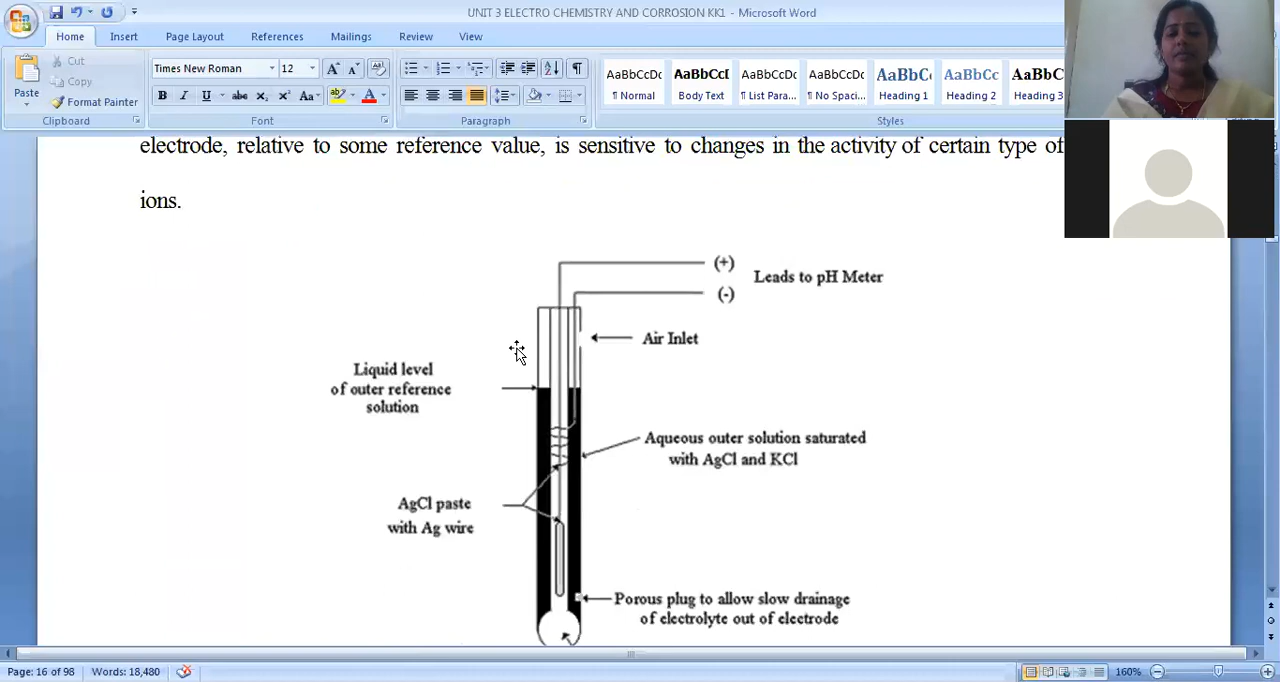 UNIT 3 ELECTRO CHEMISTRY AND CORROSION KK1 - Microsoft Word
Home Insert Page Layout References Mailings Review View
Cut
Copy
Format Painter
Paste
Clipboard
Times New Roman 12
Font
Paragraph
AaBbCcDc AaBbCcI AaBbCcDc AaBbCcDc AaBbC AaBbCc AaBbC
¶ Normal Body Text ¶ List Para... ¶ No Spaci... Heading 1 Heading 2 Heading 3
Styles
electrode, relative to some reference value, is sensitive to changes in the activity of certain type of
ions.
(+)
Leads to pH Meter
(-)
Air Inlet
Liquid level
of outer reference
solution
Aqueous outer solution saturated
with AgCl and KCl
AgCl paste
with Ag wire
Porous plug to allow slow drainage
of electrolyte out of electrode
Page: 16 of 98 Words: 18,480 160%